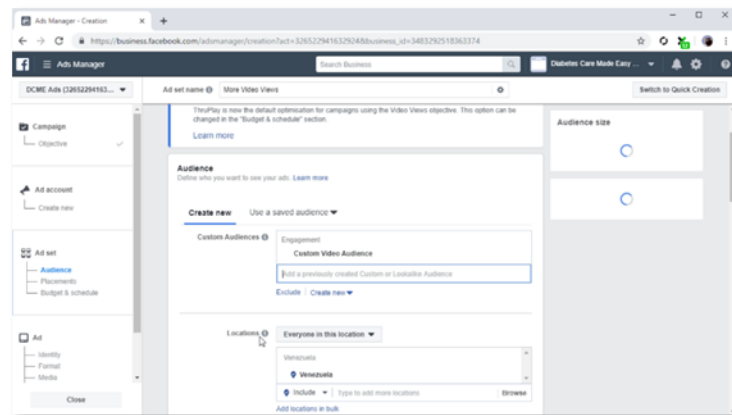 Ads Manager - Creation
https://business.facebook.com/adsmanager/creation?act=326522941632924&business_id=3483292518363374
Ads Manager
Search Business
Diabetes Care Made Easy ...
DCME Ads (32652294163...
Ad set name
More Video Views
Switch to Quick Creation
ThruPlay is now the default optimisation for campaigns using the Video Views objective. This option can be
changed in the "Budget & schedule" section.
Learn more
Campaign
Objective
Ad account
Create new
Ad set
Audience
Placements
Budget & schedule
Ad
Identity
Format
Media
Close
Audience
Define who you want to see your ads. Learn more
Create new
Use a saved audience
Custom Audiences
Engagement
Custom Video Audience
Add a previously created Custom or Lookalike Audience
Exclude
Create new
Locations
Everyone in this location
Venezuela
Venezuela
Include
Type to add more locations
Browse
Add locations in bulk
Audience size